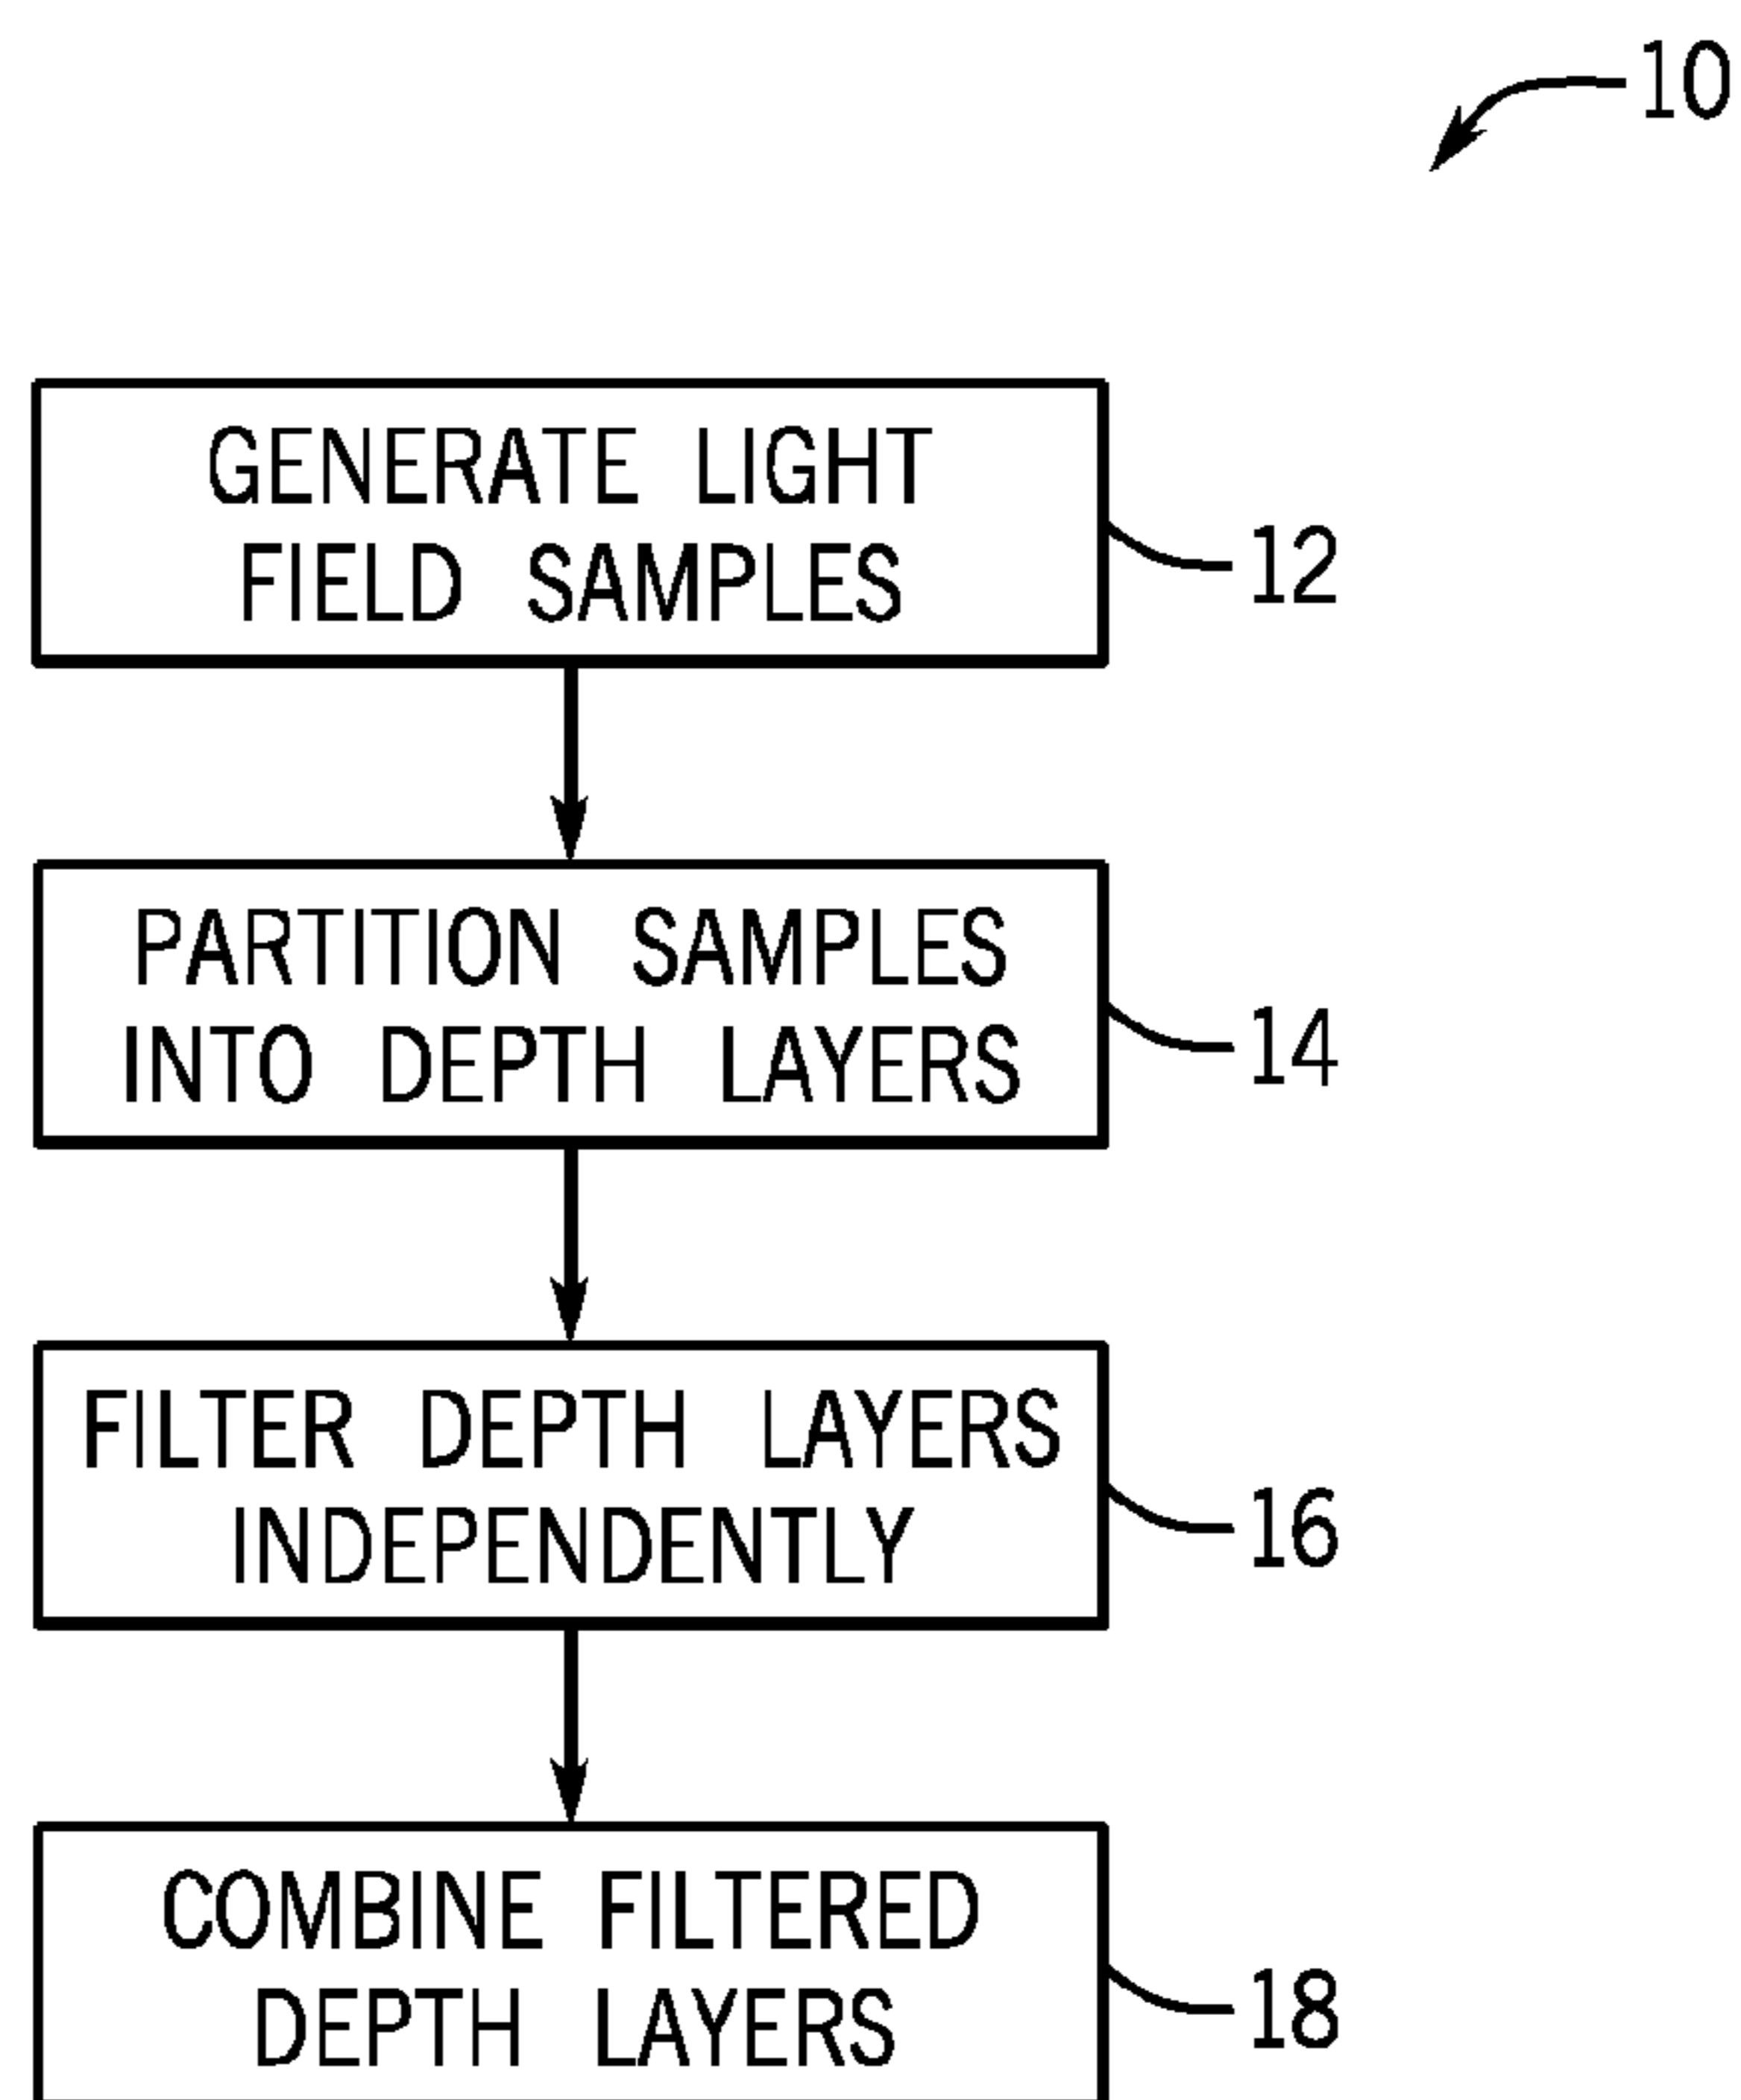 10
GENERATE LIGHT
FIELD SAMPLES
12
PARTITION SAMPLES
INTO DEPTH LAYERS
14
FILTER DEPTH LAYERS
INDEPENDENTLY
16
COMBINE FILTERED
DEPTH LAYERS
18